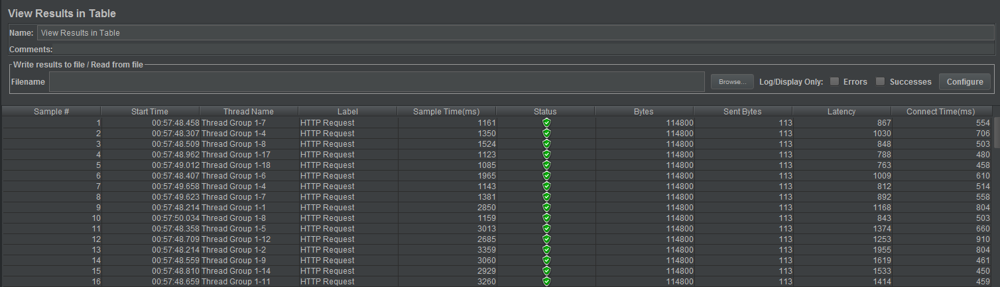 View Results in Table
Name: View Results in Table
Comments:
Write results to file / Read from file
Filename Browse... Log/Display Only: Errors Successes Configure
Sample # Start Time Thread Name Label Sample Time(ms) Status Bytes Sent Bytes Latency Connect Time(ms)
1 00:57:48.458 Thread Group 1-7 HTTP Request 1161 114800 113 867 554
2 00:57:48.307 Thread Group 1-4 HTTP Request 1350 114800 113 1030 706
3 00:57:48.509 Thread Group 1-8 HTTP Request 1524 114800 113 848 503
4 00:57:48.962 Thread Group 1-17 HTTP Request 1123 114800 113 788 480
5 00:57:49.012 Thread Group 1-18 HTTP Request 1085 114800 113 763 458
6 00:57:48.407 Thread Group 1-6 HTTP Request 1965 114800 113 1009 610
7 00:57:49.658 Thread Group 1-4 HTTP Request 1143 114800 113 812 514
8 00:57:49.623 Thread Group 1-7 HTTP Request 1381 114800 113 892 558
9 00:57:48.214 Thread Group 1-1 HTTP Request 2850 114800 113 1168 804
10 00:57:50.034 Thread Group 1-8 HTTP Request 1159 114800 113 843 503
11 00:57:48.358 Thread Group 1-5 HTTP Request 3013 114800 113 1374 660
12 00:57:48.709 Thread Group 1-12 HTTP Request 2685 114800 113 1253 910
13 00:57:48.214 Thread Group 1-2 HTTP Request 3359 114800 113 1955 804
14 00:57:48.559 Thread Group 1-9 HTTP Request 3060 114800 113 1619 461
15 00:57:48.810 Thread Group 1-14 HTTP Request 2929 114800 113 1533 450
16 00:57:48.659 Thread Group 1-11 HTTP Request 3260 114800 113 1414 459